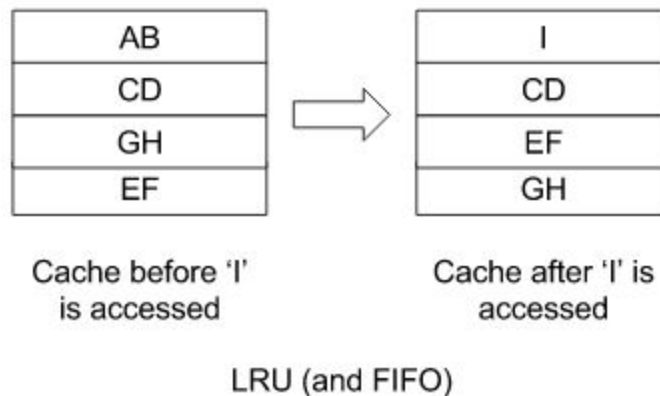 AB
CD
GH
EF
I
CD
EF
GH
Cache before ‘I’
is accessed
Cache after ‘I’ is
accessed
LRU (and FIFO)